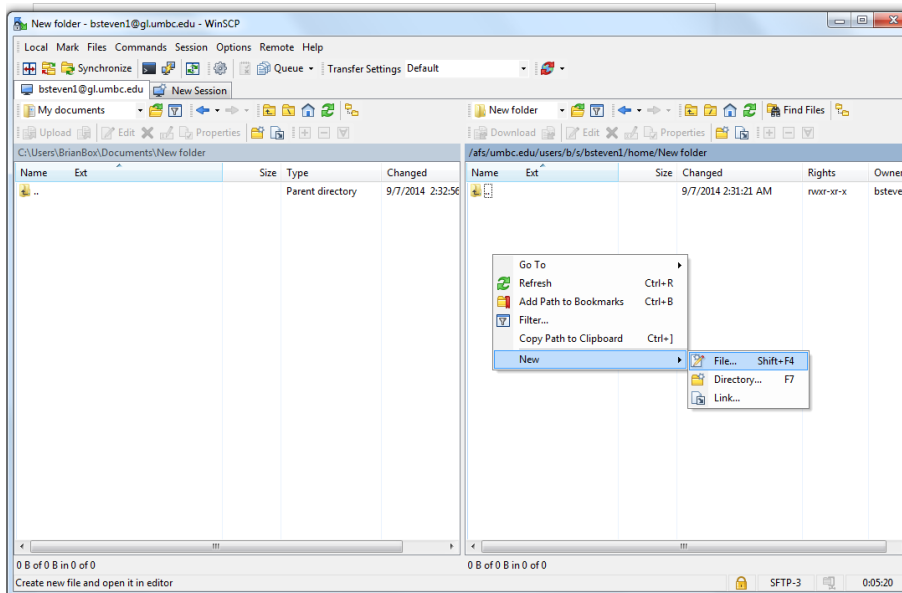 New folder - bsteven1@gl.umbc.edu - WinSCP
Local Mark Files Commands Session Options Remote Help
Synchronize Queue Transfer Settings Default
bsteven1@gl.umbc.edu New Session
My documents New folder Find Files
Upload Edit Properties Download Edit Properties
C:\Users\BrianBox\Documents\New folder /afs/umbc.edu/users/b/s/bsteven1/home/New folder
Name Ext Size Type Changed Name Ext Size Changed Rights Owner
.. Parent directory 9/7/2014 2:32:56 .. 9/7/2014 2:31:21 AM rwxr-xr-x bsteve
Go To
Refresh Ctrl+R
Add Path to Bookmarks Ctrl+B
Filter...
Copy Path to Clipboard Ctrl+]
New
File... Shift+F4
Directory... F7
Link...
0 B of 0 B in 0 of 0 0 B of 0 B in 0 of 0
Create new file and open it in editor SFTP-3 0:05:20